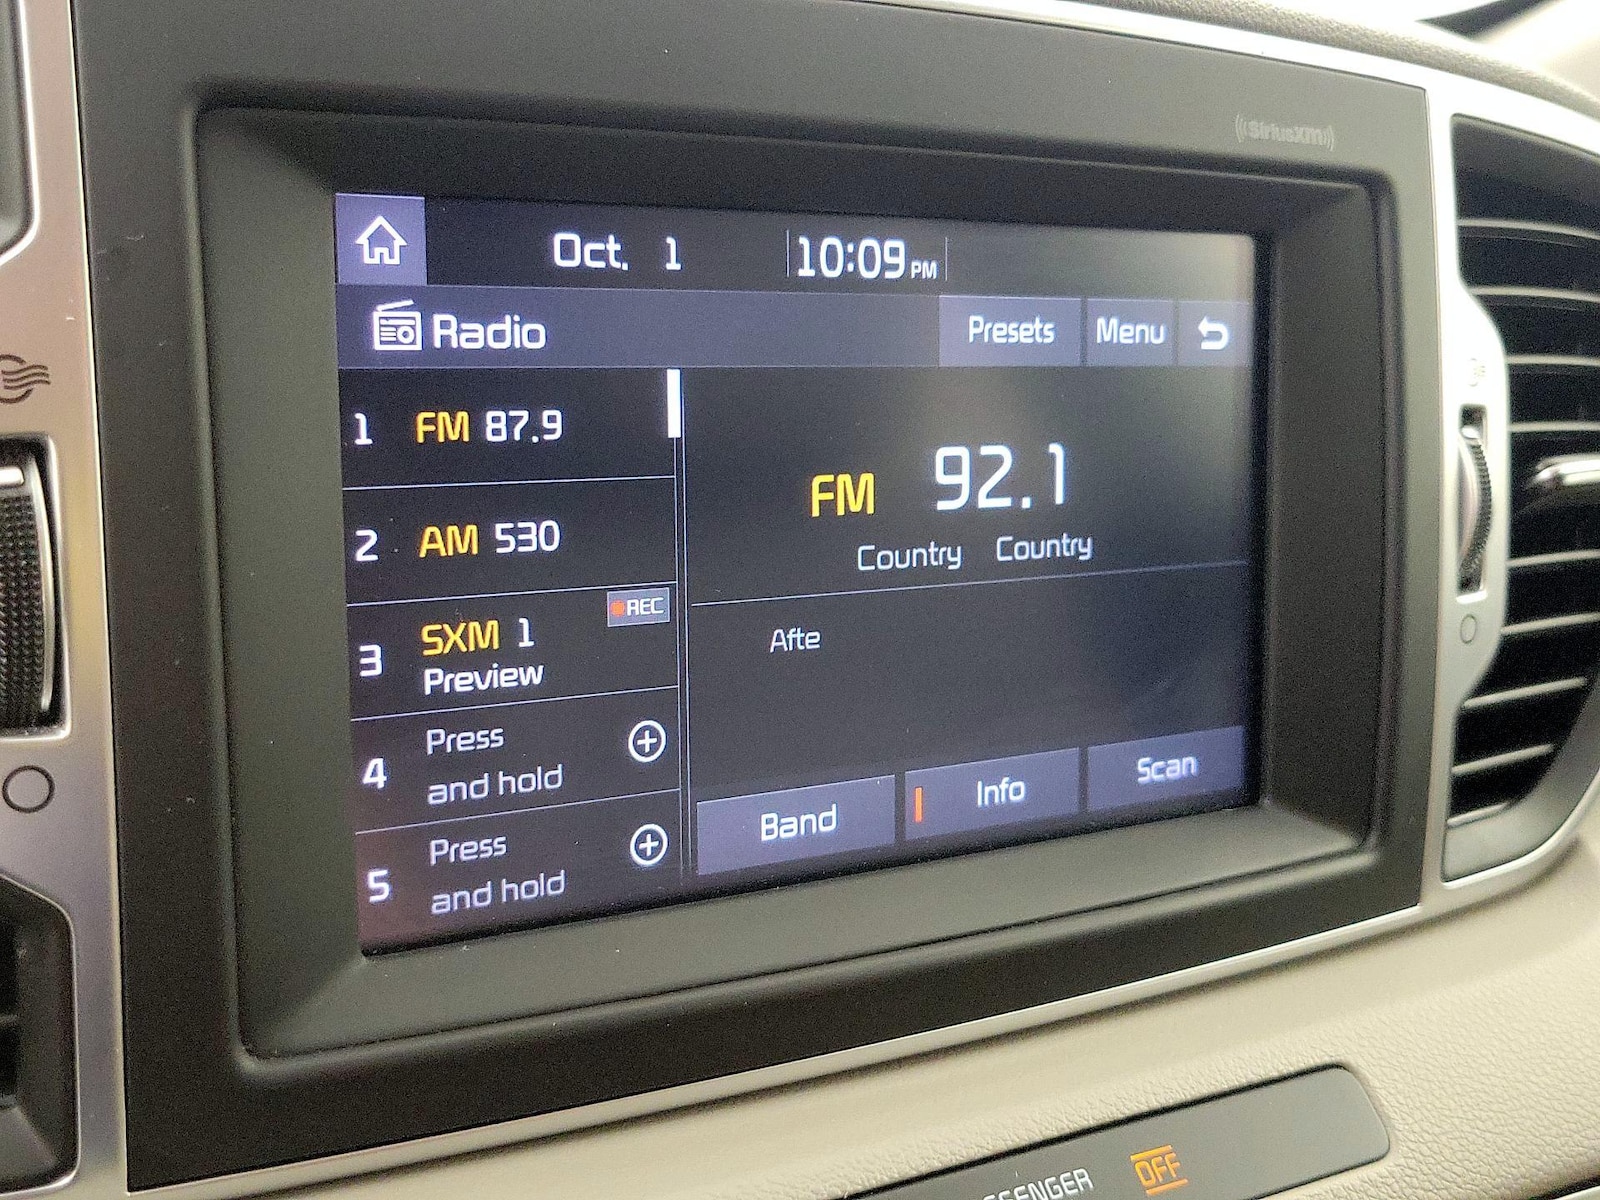 SiriusXM
Oct. 1 10:09 PM
Radio Presets Menu
1 FM 87.9
2 AM 530
REC
3 SXM 1
Preview
4 Press
and hold
5 Press
and hold
FM 92.1
Country Country
Afte
Band Info Scan
SSENGER OFF